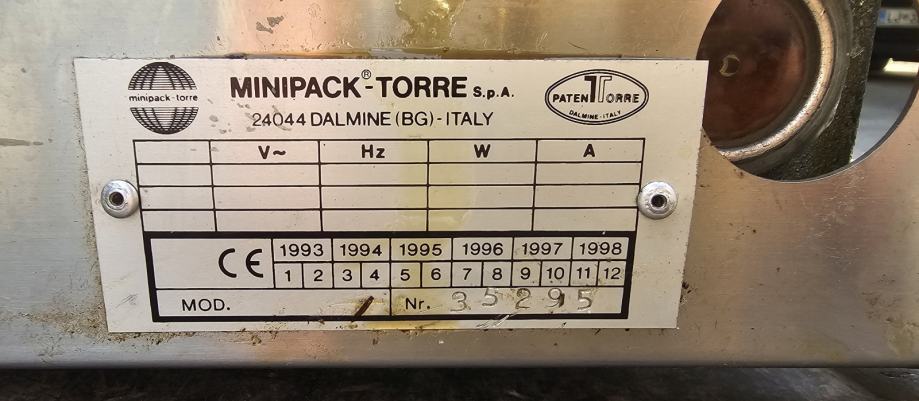 minipack-torre
MINIPACK®-TORRE S.p.A.
24044 DALMINE (BG)-ITALY
PATEN TORRE
DALMINE-ITALY
V~ Hz W A
CE 1993 1994 1995 1996 1997 1998
1 2 3 4 5 6 7 8 9 10 11 12
MOD. Nr. 35295